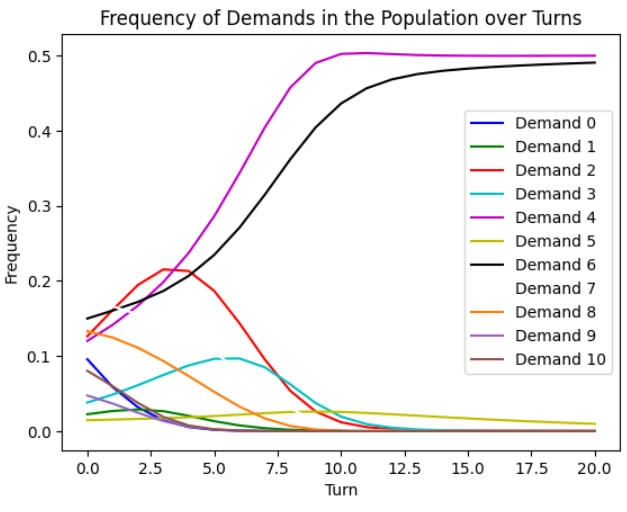 Frequency of Demands in the Population over Turns
0.5
0.4
0.3
0.2
0.1
0.0
Frequency
Demand 0
Demand 1
Demand 2
Demand 3
Demand 4
Demand 5
Demand 6
Demand 7
Demand 8
Demand 9
Demand 10
0.0 2.5 5.0 7.5 10.0 12.5 15.0 17.5 20.0
Turn